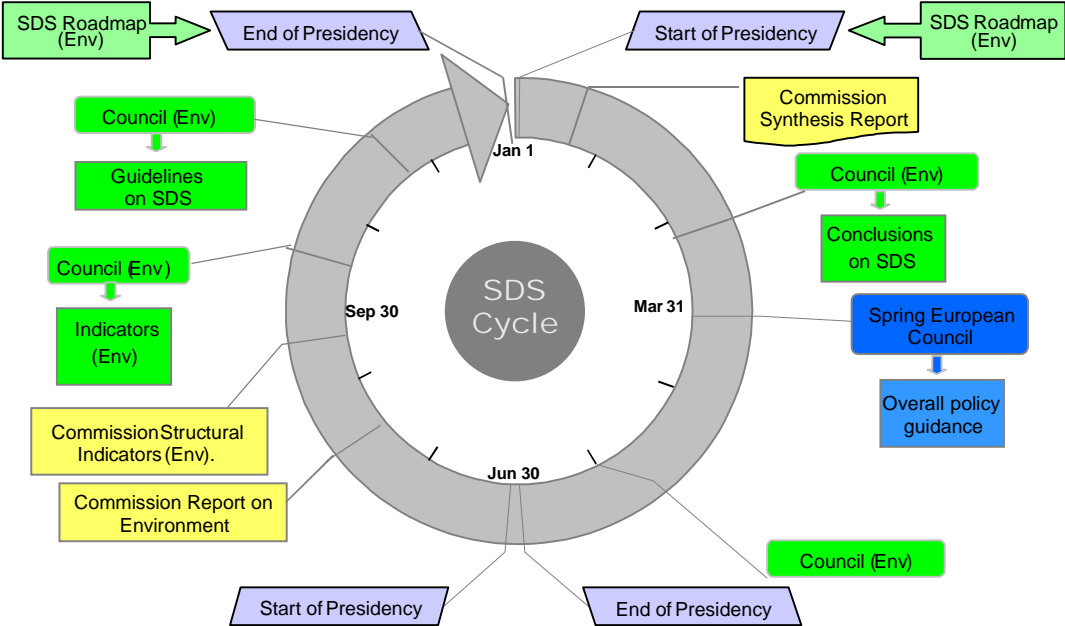 SDS Roadmap
(Env)
End of Presidency
Start of Presidency
SDS Roadmap
(Env)
Council (Env)
Guidelines
on SDS
Jan 1
Commission
Synthesis Report
Council (Env)
Conclusions
on SDS
Council (Env)
Indicators
(Env)
Sep 30
SDS
Cycle
Mar 31
Spring European
Council
Overall policy
guidance
Commission Structural
Indicators (Env).
Commission Report on
Environment
Jun 30
Council (Env)
Start of Presidency
End of Presidency